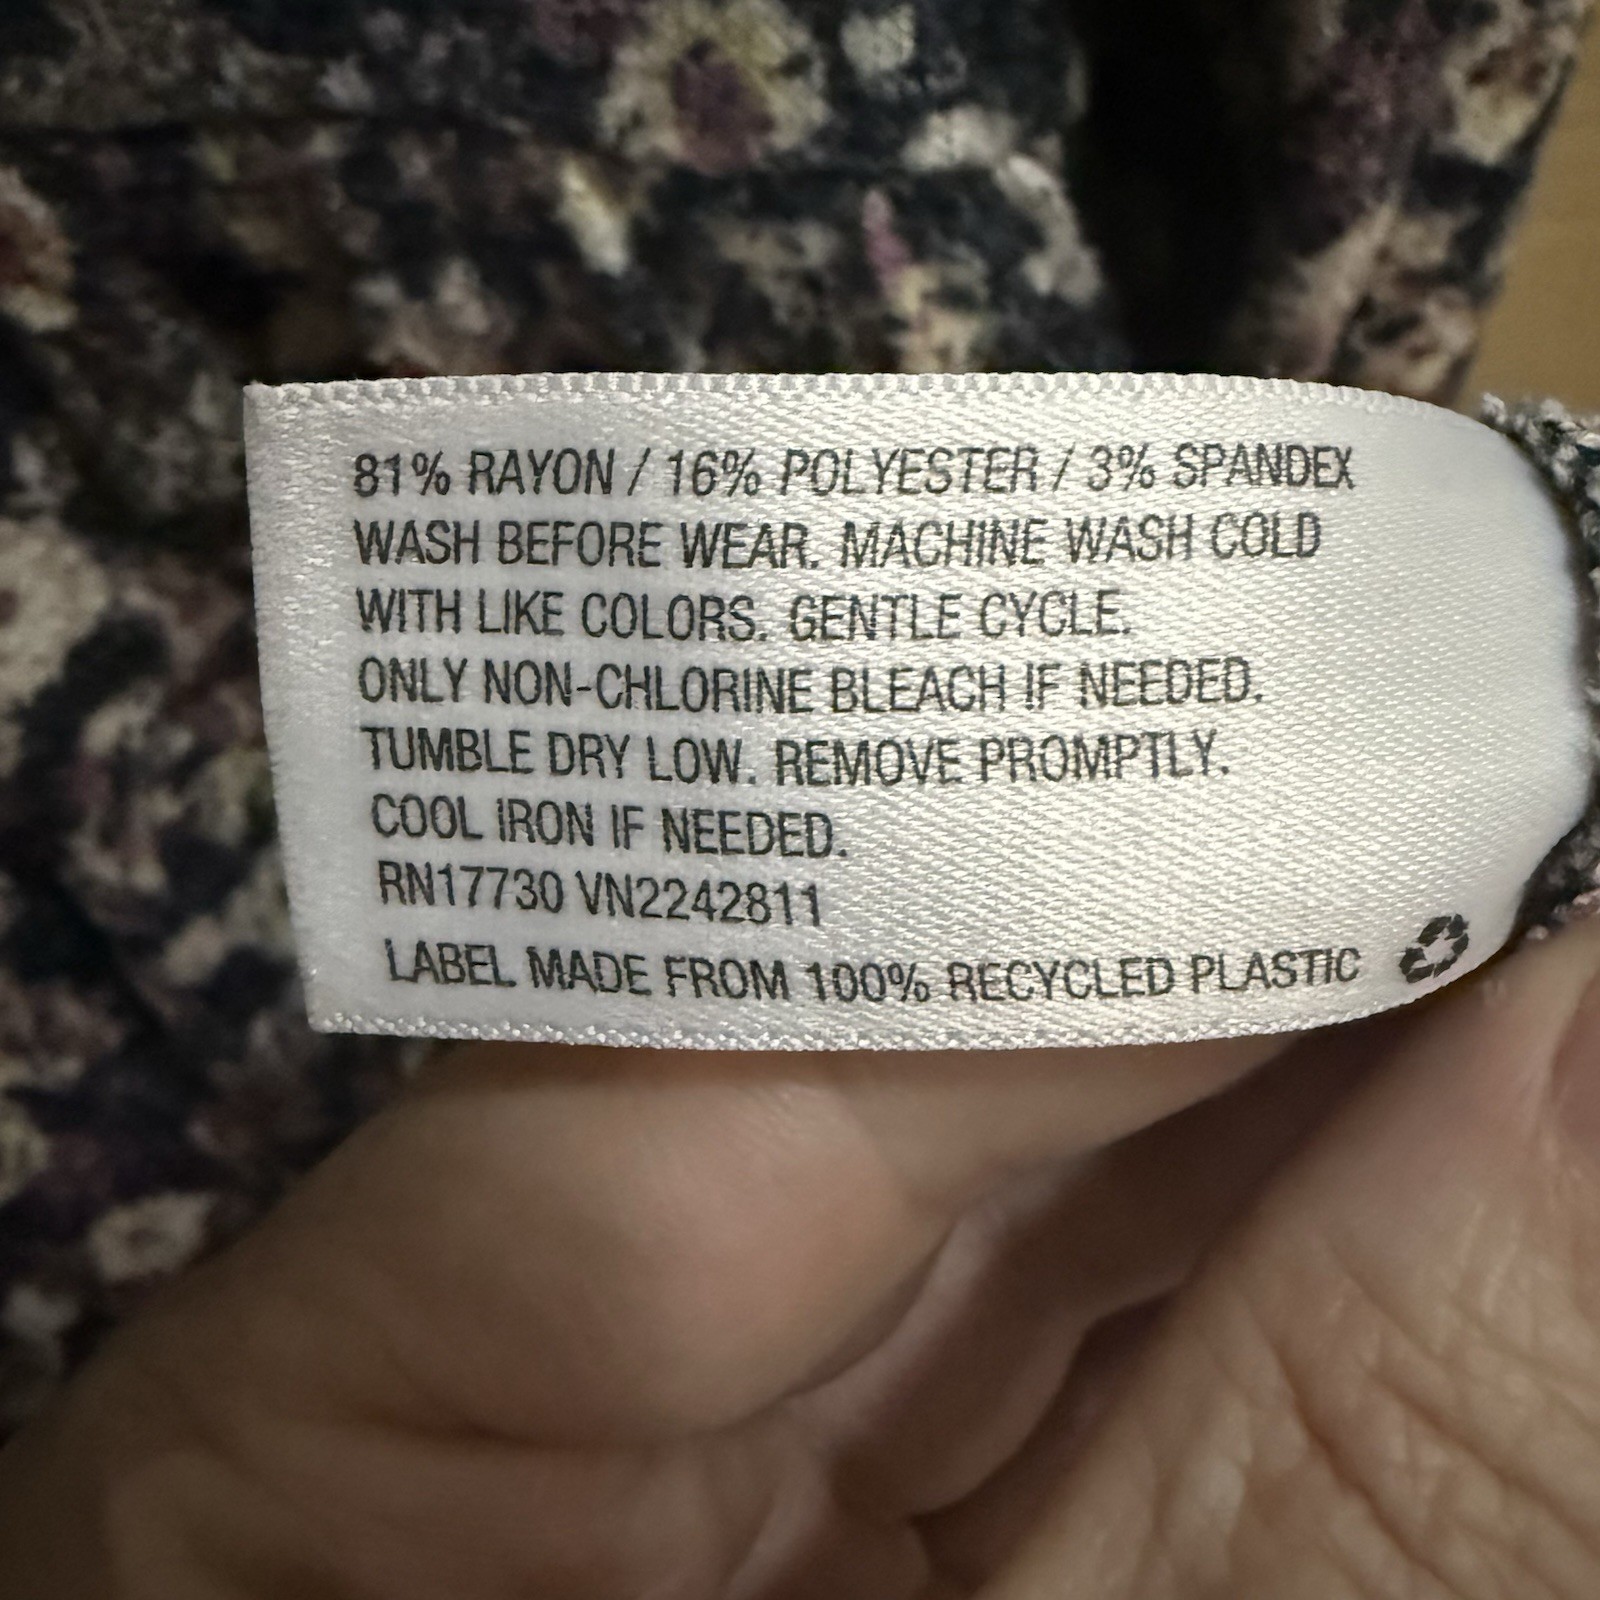 81% RAYON / 16% POLYESTER / 3% SPANDEX
WASH BEFORE WEAR. MACHINE WASH COLD
WITH LIKE COLORS. GENTLE CYCLE.
ONLY NON-CHLORINE BLEACH IF NEEDED.
TUMBLE DRY LOW. REMOVE PROMPTLY.
COOL IRON IF NEEDED.
RN17730 VN2242811
LABEL MADE FROM 100% RECYCLED PLASTIC